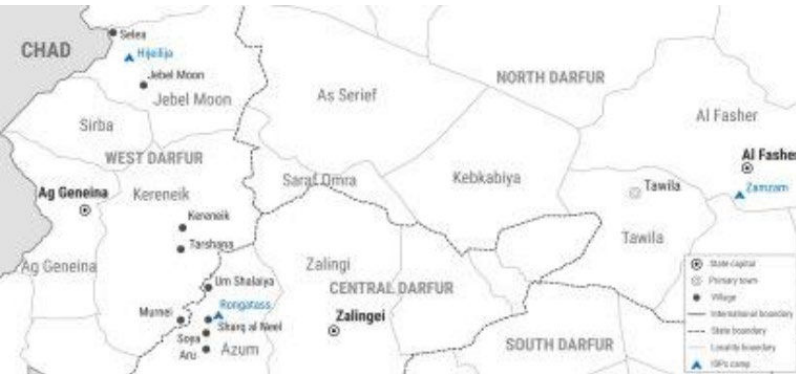 Selea
CHAD
Hijeilija
Jebel Moon
Jebel Moon
NORTH DARFUR
As Serief
Al Fasher
Sirba
WEST DARFUR
Al Fasher
Saraf Omra
Kebkabiya
Tawila
Zamzam
Ag Geneina
Kereneik
Kereneik
Tarshana
Tawila
Ag Geneina
Zalingi
Um Shalaiya
CENTRAL DARFUR
Rongatass
Murnei
Sharq al Neel
Zalingei
Soya
Aru
Azum
SOUTH DARFUR
State capital
Primary town
Village
International boundary
State boundary
Locality boundary
IDPs camp